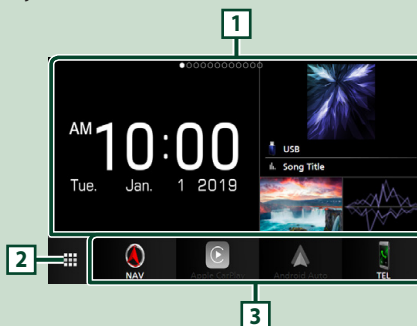 1
AM 10:00
Tue. Jan. 1 2019
USB
Song Title
2
NAV
Apple CarPlay
Android Auto
TEL
3